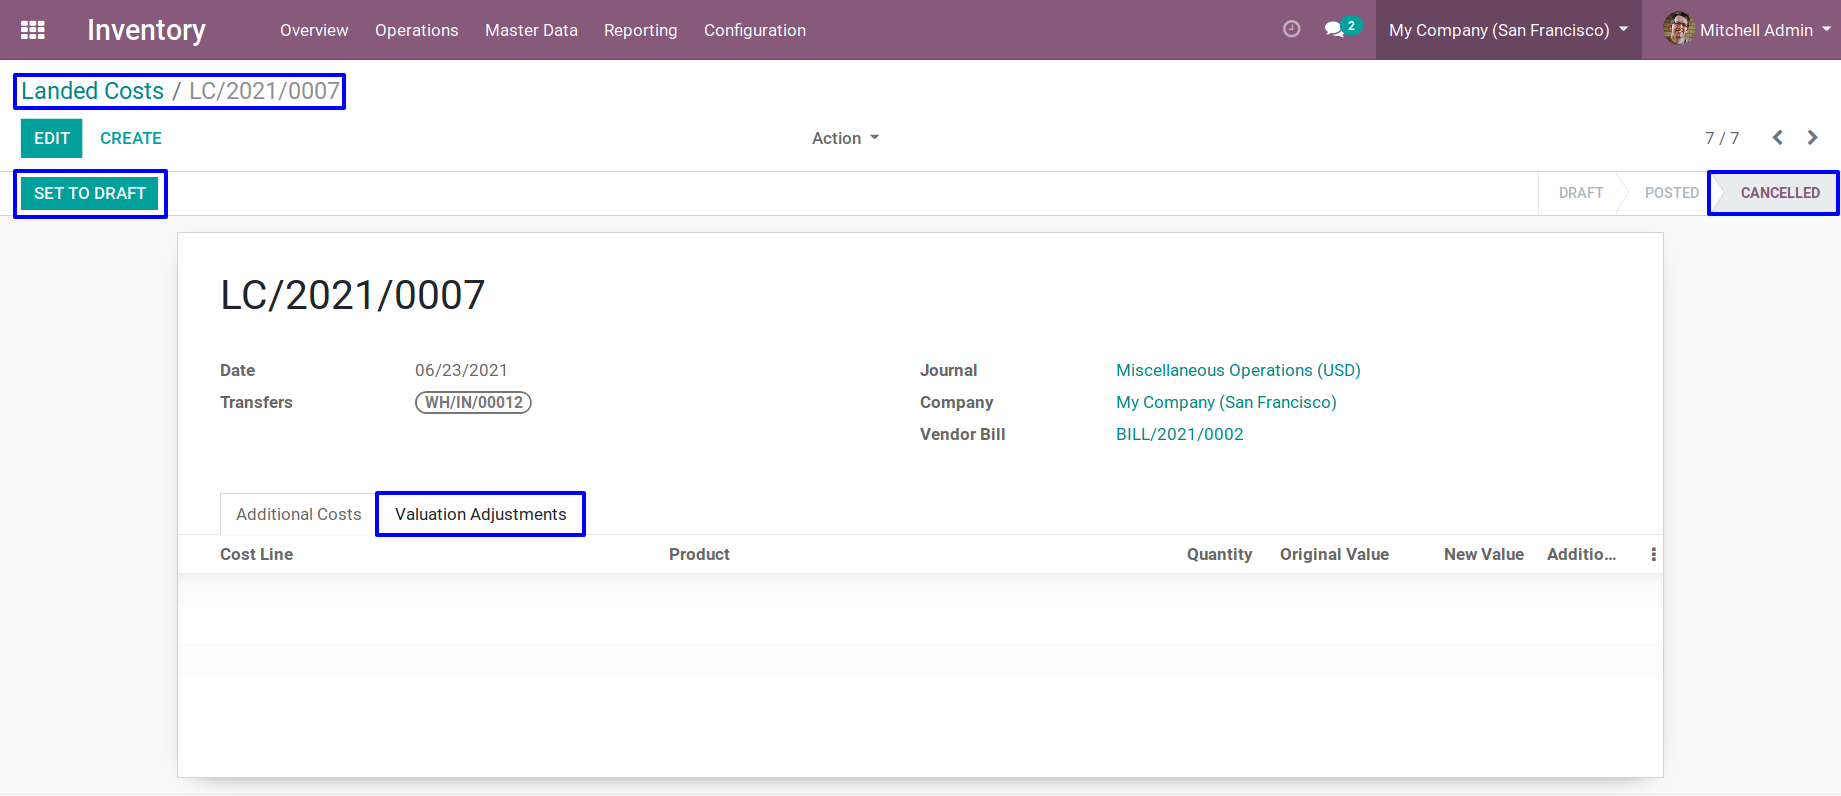 Inventory Overview Operations Master Data Reporting Configuration 2 My Company (San Francisco) Mitchell Admin
Landed Costs / LC/2021/0007
EDIT CREATE Action 7 / 7
SET TO DRAFT DRAFT POSTED CANCELLED
LC/2021/0007
Date 06/23/2021 Journal Miscellaneous Operations (USD)
Transfers WH/IN/00012 Company My Company (San Francisco)
Vendor Bill BILL/2021/0002
Additional Costs Valuation Adjustments
Cost Line Product Quantity Original Value New Value Additio...